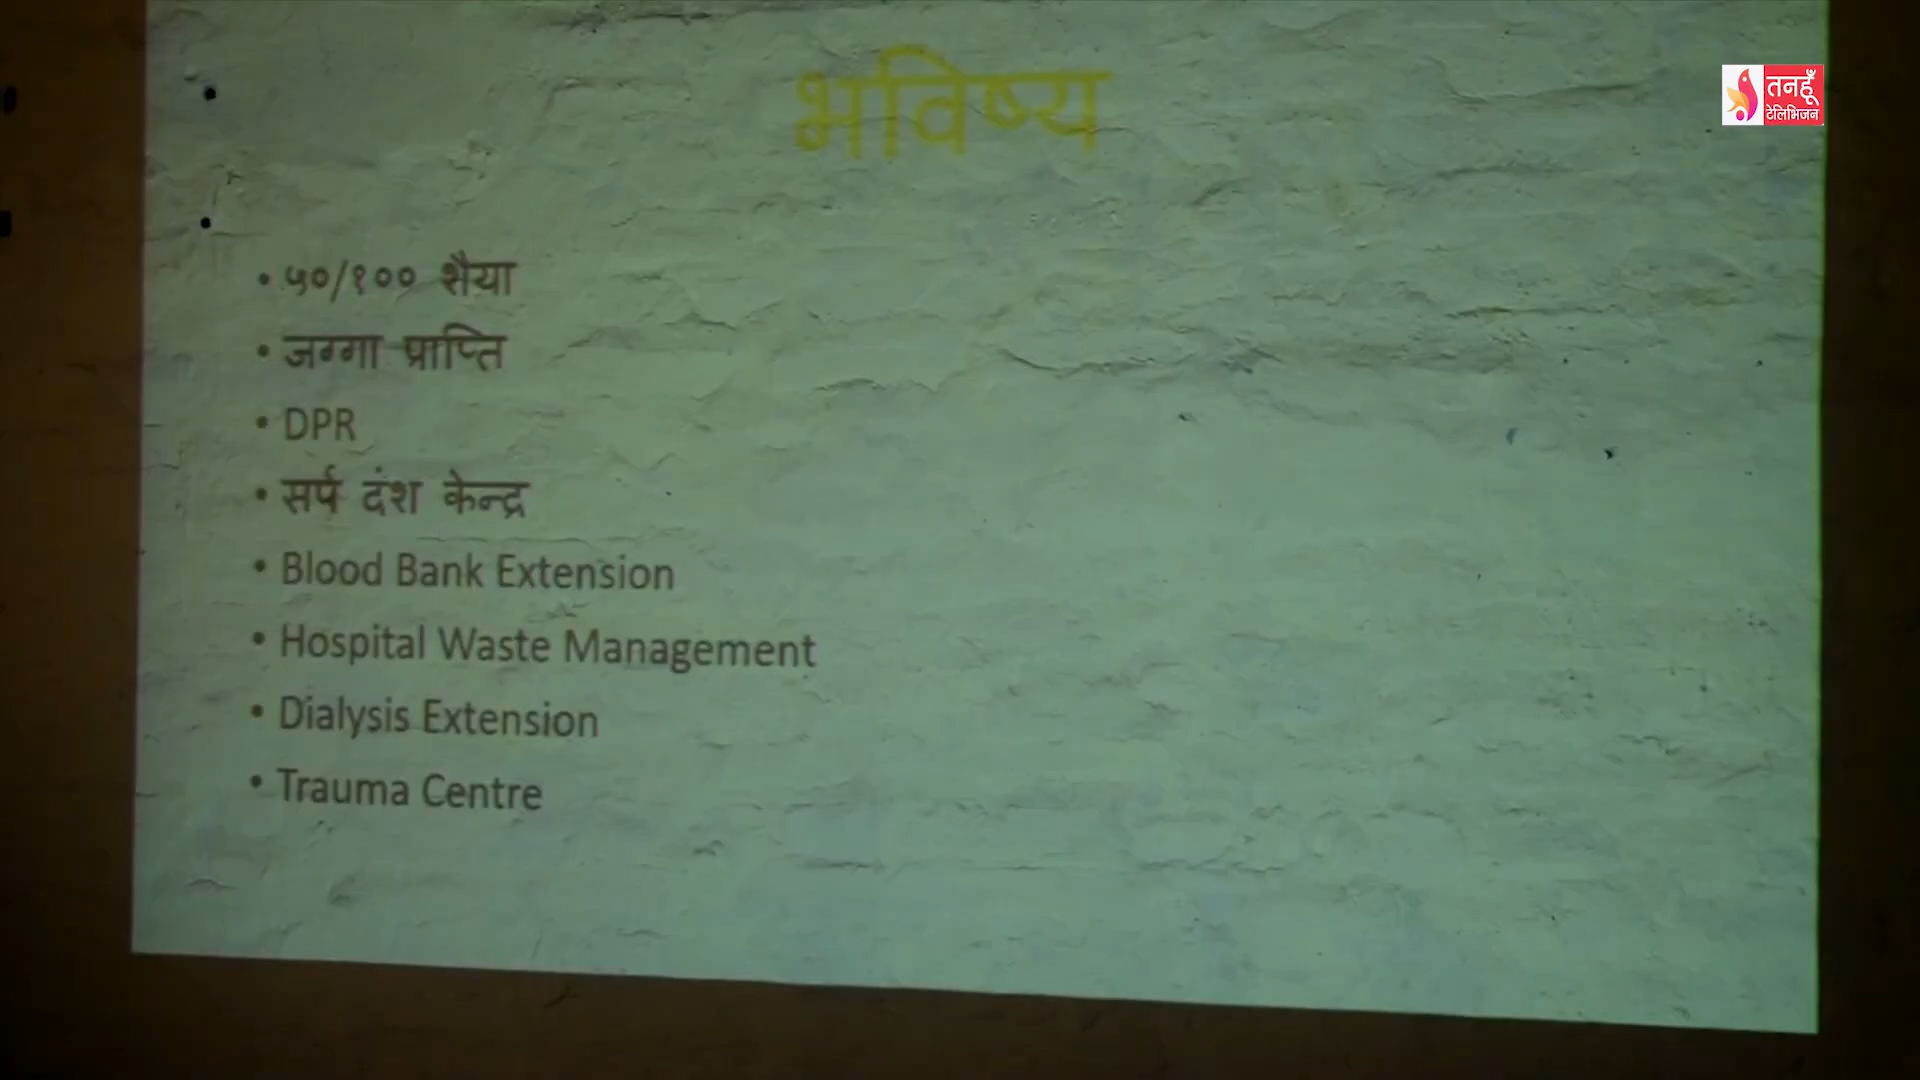 भविष्य
तनहूँ
टेलिभिजन
• ५०/१०० शैया
• जग्गा प्राप्ति
• DPR
• सर्प दंश केन्द्र
• Blood Bank Extension
• Hospital Waste Management
• Dialysis Extension
• Trauma Centre